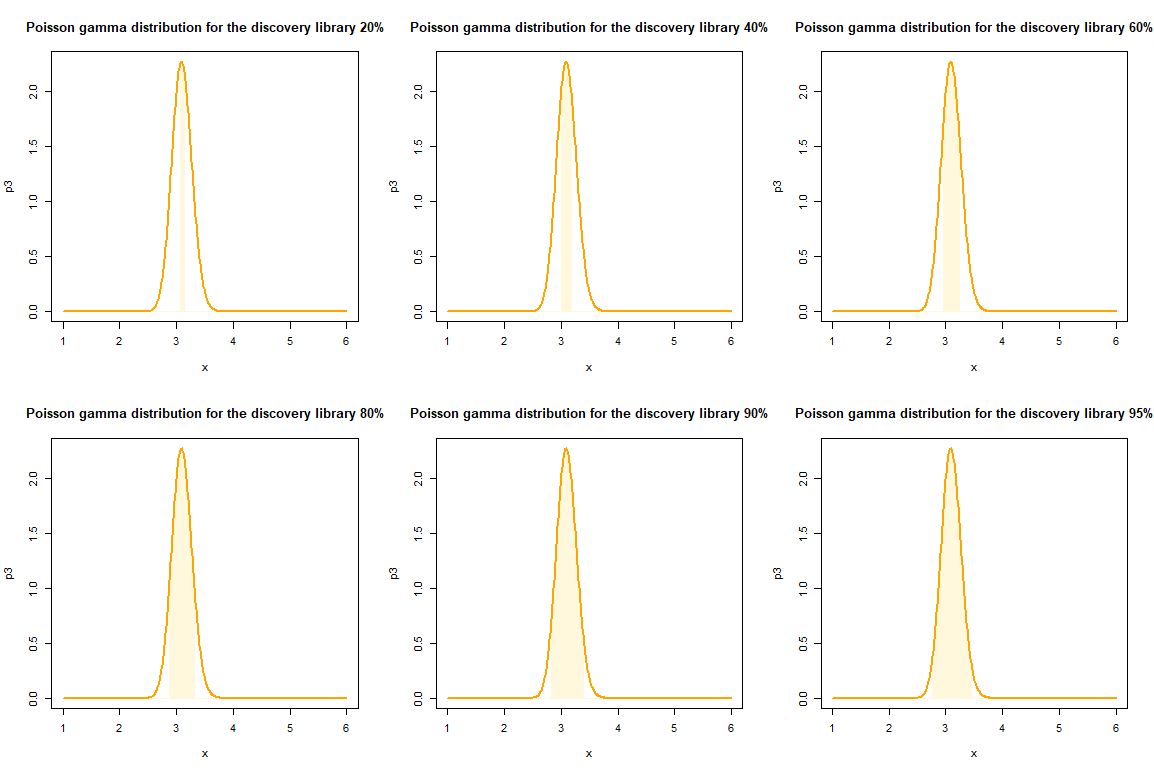 Poisson gamma distribution for the discovery library 20%
2.0
1.5
1.0
0.5
0.0
p3
1 2 3 4 5 6
x
Poisson gamma distribution for the discovery library 40%
2.0
1.5
1.0
0.5
0.0
p3
1 2 3 4 5 6
x
Poisson gamma distribution for the discovery library 60%
2.0
1.5
1.0
0.5
0.0
p3
1 2 3 4 5 6
x
Poisson gamma distribution for the discovery library 80%
2.0
1.5
1.0
0.5
0.0
p3
1 2 3 4 5 6
x
Poisson gamma distribution for the discovery library 90%
2.0
1.5
1.0
0.5
0.0
p3
1 2 3 4 5 6
x
Poisson gamma distribution for the discovery library 95%
2.0
1.5
1.0
0.5
0.0
p3
1 2 3 4 5 6
x